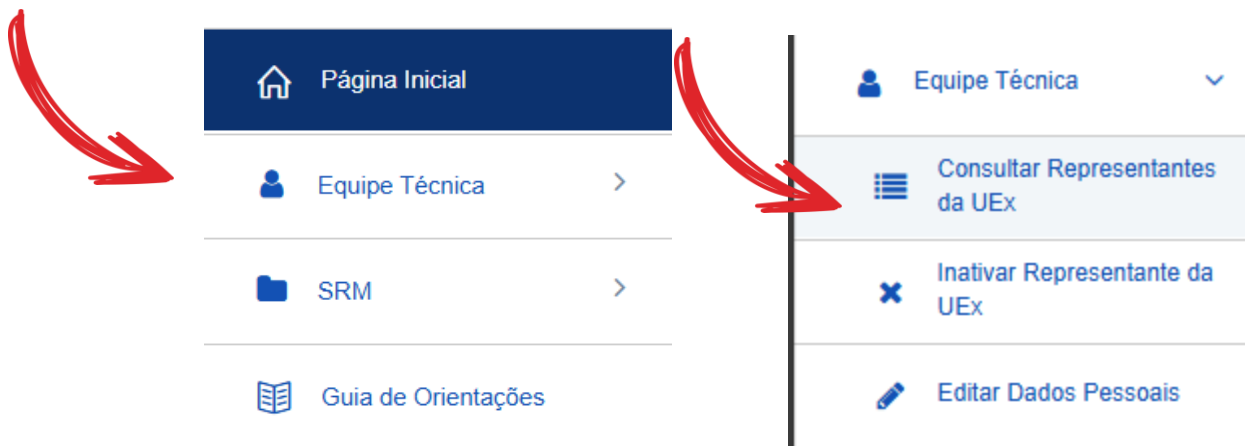 Página Inicial
Equipe Técnica
SRM
Guia de Orientações
Equipe Técnica
Consultar Representantes
da UEx
Inativar Representante da
UEx
Editar Dados Pessoais